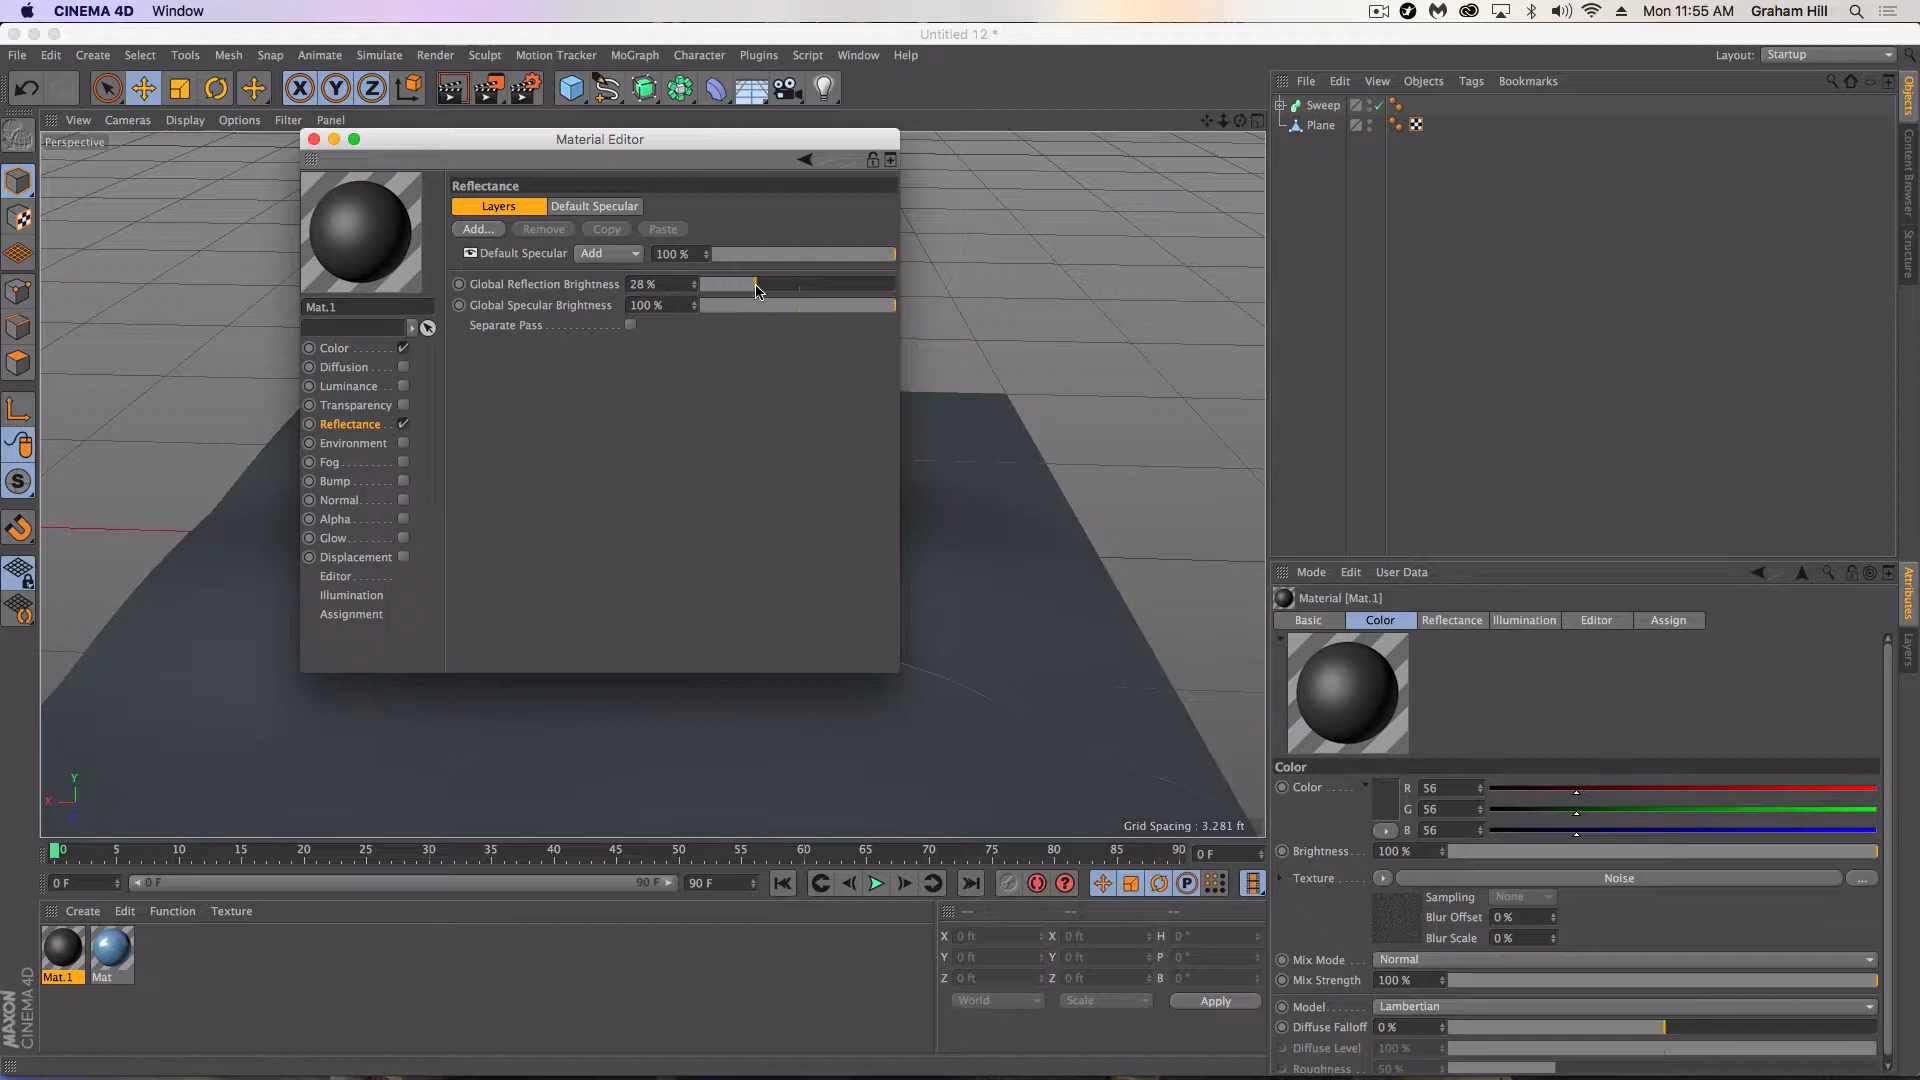 CINEMA 4D Window
Mon 11:55 AM Graham Hill
Untitled 12 *
File Edit Create Select Tools Mesh Snap Animate Simulate Render Sculpt Motion Tracker MoGraph Character Plugins Script Window Help
Layout: Startup
X Y Z
File Edit View Objects Tags Bookmarks
Sweep
Plane
View Cameras Display Options Filter Panel
Perspective
Material Editor
Mat.1
Color
Diffusion
Luminance
Transparency
Reflectance
Environment
Fog
Bump
Normal
Alpha
Glow
Displacement
Editor
Illumination
Assignment
Reflectance
Layers Default Specular
Add... Remove Copy Paste
Default Specular Add 100 %
Global Reflection Brightness 28 %
Global Specular Brightness 100 %
Separate Pass
S
Y
X
Z
Grid Spacing : 3.281 ft
0 5 10 15 20 25 30 35 40 45 50 55 60 65 70 75 80 85 90 0 F
0 F 0 F 90 F 90 F
P
Create Edit Function Texture
Mat.1 Mat
MAXON
CINEMA 4D
-- -- --
X 0 ft X 0 ft H 0 °
Y 0 ft Y 0 ft P 0 °
Z 0 ft Z 0 ft B 0 °
World Scale Apply
Objects
Content Browser
Structure
Mode Edit User Data
Attributes
Layers
Material [Mat.1]
Basic Color Reflectance Illumination Editor Assign
Color
Color R 56
G 56
B 56
Brightness 100 %
Texture Noise ...
Sampling None
Blur Offset 0 %
Blur Scale 0 %
Mix Mode Normal
Mix Strength 100 %
Model Lambertian
Diffuse Falloff 0 %
Diffuse Level 100 %
Roughness 50 %